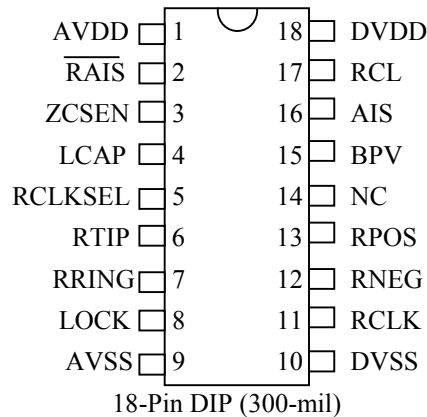 AVDD 1 18 DVDD
RAIS 2 17 RCL
ZCSEN 3 16 AIS
LCAP 4 15 BPV
RCLKSEL 5 14 NC
RTIP 6 13 RPOS
RRING 7 12 RNEG
LOCK 8 11 RCLK
AVSS 9 10 DVSS
18-Pin DIP (300-mil)